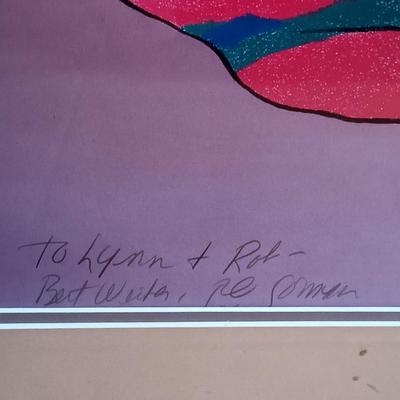 To Lynn + Rob -
Best Wishes, RC Gorman